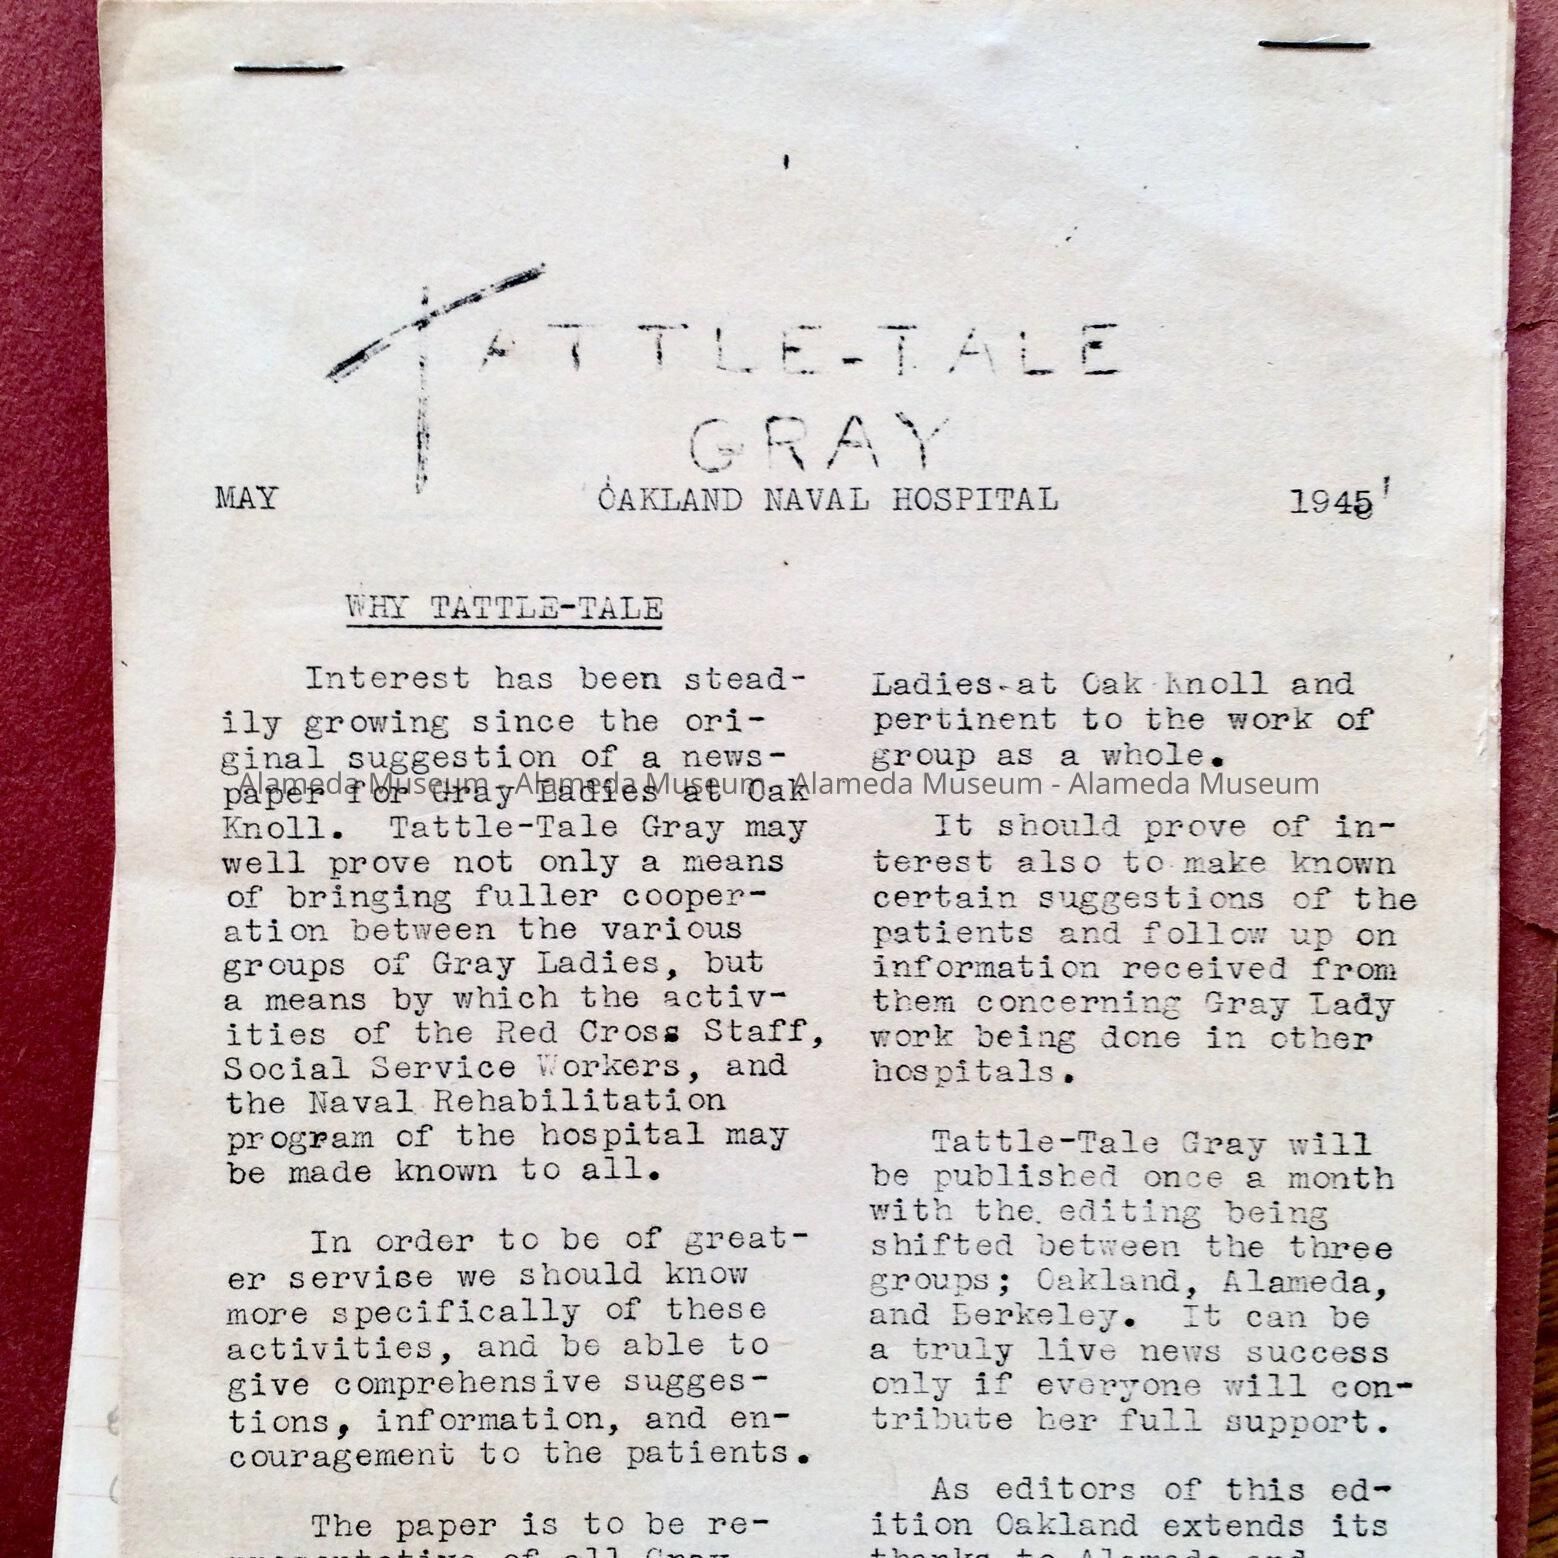 TATTLE-TALE
GRAY
MAY OAKLAND NAVAL HOSPITAL 1945
WHY TATTLE-TALE
Interest has been stead-
ily growing since the ori-
ginal suggestion of a news-
paper for Gray Ladies at Oak
Knoll. Tattle-Tale Gray may
well prove not only a means
of bringing fuller cooper-
ation between the various
groups of Gray Ladies, but
a means by which the activ-
ities of the Red Cross Staff,
Social Service Workers, and
the Naval Rehabilitation
program of the hospital may
be made known to all.
In order to be of great-
er service we should know
more specifically of these
activities, and be able to
give comprehensive sugges-
tions, information, and en-
couragement to the patients.
The paper is to be re-
presentative of all Gray
Ladies at Oak Knoll and
pertinent to the work of
group as a whole.
It should prove of in-
terest also to make known
certain suggestions of the
patients and follow up on
information received from
them concerning Gray Lady
work being done in other
hospitals.
Tattle-Tale Gray will
be published once a month
with the editing being
shifted between the three
groups; Oakland, Alameda,
and Berkeley. It can be
a truly live news success
only if everyone will con-
tribute her full support.
As editors of this ed-
ition Oakland extends its
thanks to Alameda and
Alameda Museum - Alameda Museum - Alameda Museum - Alameda Museum